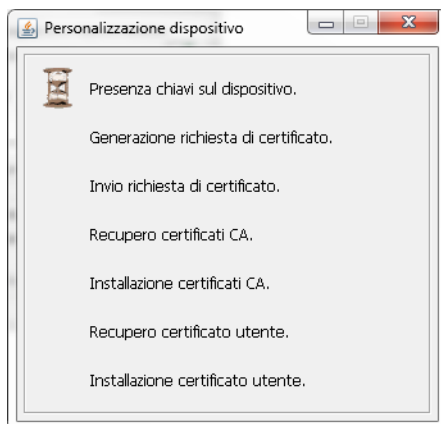 Personalizzazione dispositivo
Presenza chiavi sul dispositivo.
Generazione richiesta di certificato.
Invio richiesta di certificato.
Recupero certificati CA.
Installazione certificati CA.
Recupero certificato utente.
Installazione certificato utente.